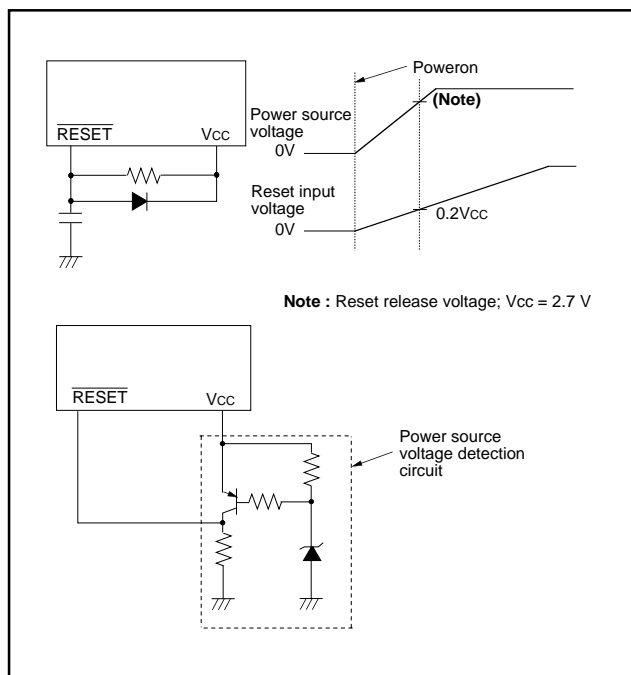 Poweron
(Note)
Power source
voltage
0V
RESET
VCC
Reset input
voltage
0V
0.2VCC
Note : Reset release voltage; Vcc = 2.7 V
RESET
VCC
Power source
voltage detection
circuit